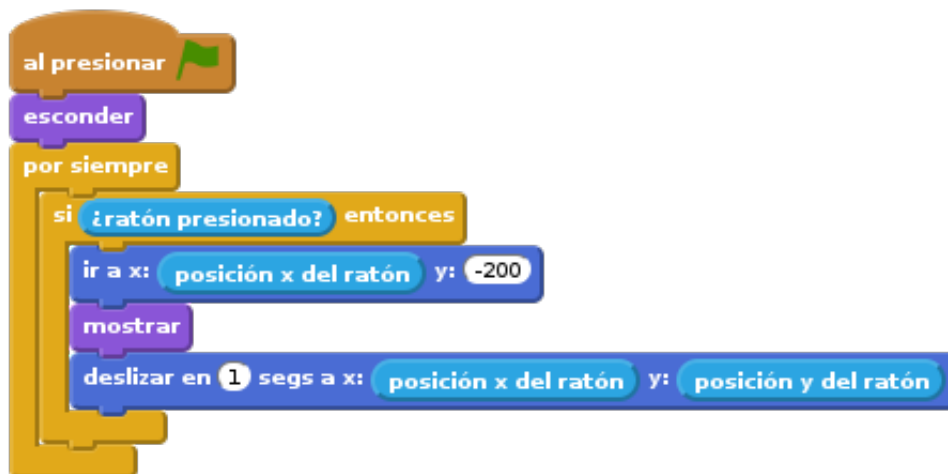 al presionar
esconder
por siempre
si ¿ratón presionado? entonces
ir a x: posición x del ratón y: -200
mostrar
deslizar en 1 segs a x: posición x del ratón y: posición y del ratón